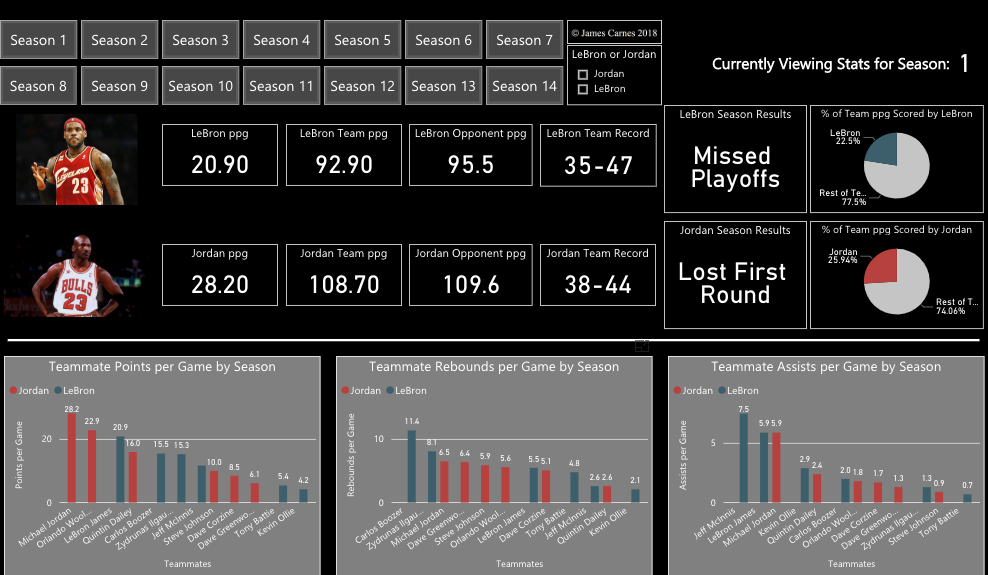 Season 1
Season 2
Season 3
Season 4
Season 5
Season 6
Season 7
© James Carnes 2018
Season 8
Season 9
Season 10
Season 11
Season 12
Season 13
Season 14
LeBron or Jordan
Jordan
LeBron
Currently Viewing Stats for Season: 1
LeBron ppg
20.90
LeBron Team ppg
92.90
LeBron Opponent ppg
95.5
LeBron Team Record
35-47
LeBron Season Results
Missed
Playoffs
% of Team ppg Scored by LeBron
LeBron
22.5%
Rest of Te...
77.5%
CLEVELAND
23
Jordan ppg
28.20
Jordan Team ppg
108.70
Jordan Opponent ppg
109.6
Jordan Team Record
38-44
Jordan Season Results
Lost First
Round
% of Team ppg Scored by Jordan
Jordan
25.94%
Rest of T...
74.06%
BULLS
23
Teammate Points per Game by Season
Jordan LeBron
Points per Game
20
0
28.2
22.9
20.9
16.0
15.5
15.3
10.0
8.5
6.1
5.4
4.2
Michael Jordan
Orlando Wool...
LeBron James
Quintin Dailey
Carlos Boozer
Zydrunas Ilgau...
Jeff McInnis
Steve Johnson
Dave Corzine
Dave Greenwo...
Tony Battie
Kevin Ollie
Teammates
Teammate Rebounds per Game by Season
Jordan LeBron
Rebounds per Game
10
0
11.4
8.1
6.5
6.4
5.9
5.6
5.5
5.1
4.8
2.6
2.6
2.1
Carlos Boozer
Zydrunas Ilgau...
Michael Jordan
Dave Greenwo...
Steve Johnson
Orlando Wool...
LeBron James
Dave Corzine
Tony Battie
Jeff McInnis
Quintin Dailey
Kevin Ollie
Teammates
Teammate Assists per Game by Season
Jordan LeBron
Assists per Game
5
0
7.5
5.9
5.9
2.9
2.4
2.0
1.8
1.7
1.3
1.3
0.9
0.7
Jeff McInnis
LeBron James
Michael Jordan
Kevin Ollie
Quintin Dailey
Carlos Boozer
Orlando Wool...
Dave Corzine
Dave Greenwo...
Zydrunas Ilgau...
Steve Johnson
Tony Battie
Teammates